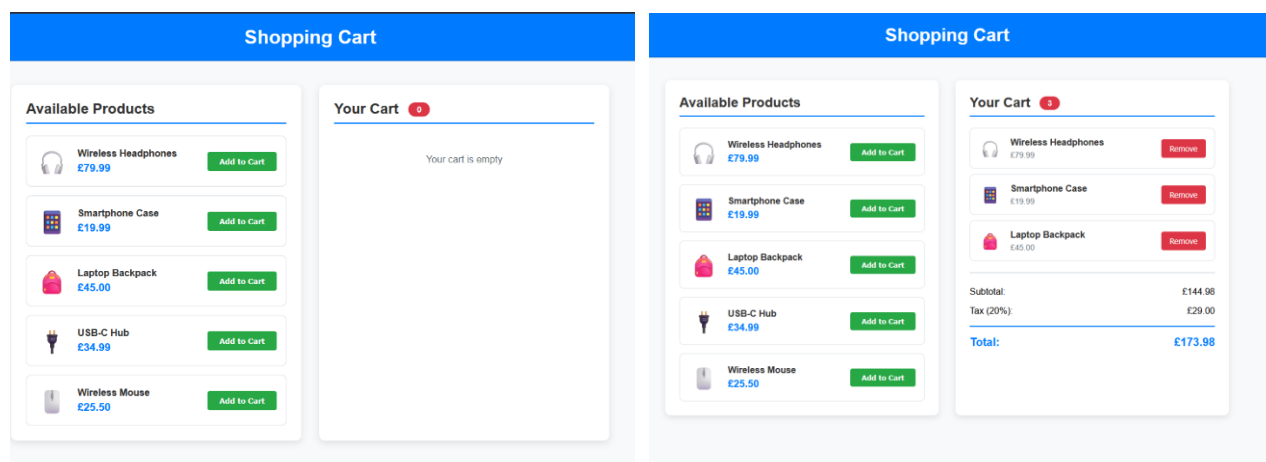 Shopping Cart
Available Products
Wireless Headphones
£79.99
Add to Cart
Smartphone Case
£19.99
Add to Cart
Laptop Backpack
£45.00
Add to Cart
USB-C Hub
£34.99
Add to Cart
Wireless Mouse
£25.50
Add to Cart
Your Cart 0
Your cart is empty
Shopping Cart
Available Products
Wireless Headphones
£79.99
Add to Cart
Smartphone Case
£19.99
Add to Cart
Laptop Backpack
£45.00
Add to Cart
USB-C Hub
£34.99
Add to Cart
Wireless Mouse
£25.50
Add to Cart
Your Cart 3
Wireless Headphones
£79.99
Remove
Smartphone Case
£19.99
Remove
Laptop Backpack
£45.00
Remove
Subtotal: £144.98
Tax (20%): £29.00
Total: £173.98